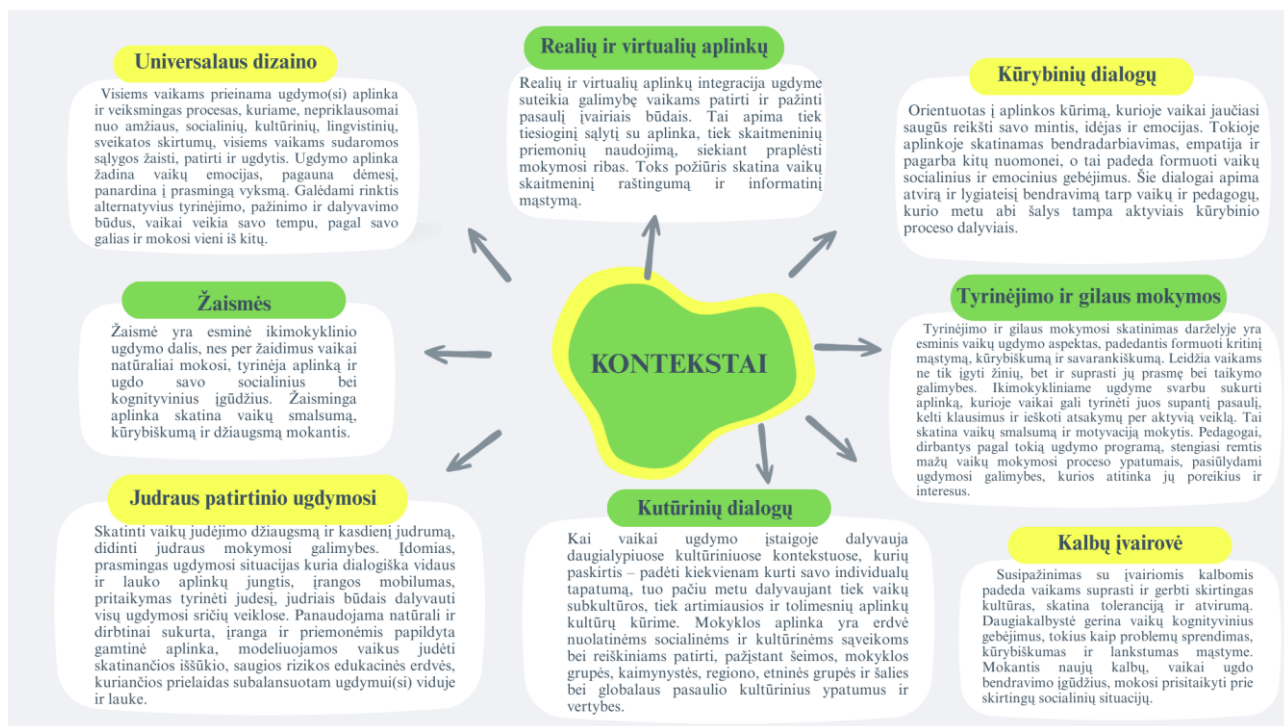 Universalaus dizaino
Visiems vaikams prieinama ugdymo(si) aplinka
ir veiksmingas procesas, kuriame, nepriklausomai
nuo amžiaus, socialinių, kultūrinių, lingvistinių,
sveikatos skirtumų, visiems vaikams sudaromos
sąlygos žaisti, patirti ir ugdytis. Ugdymo aplinka
žadina vaikų emocijas, pagauna dėmesį,
panardina į prasmingą vyksmą. Galėdami rinktis
alternatyvius tyrinėjimo, pažinimo ir dalyvavimo
būdus, vaikai veikia savo tempu, pagal savo
galias ir mokosi vieni iš kitų.
Realių ir virtualių aplinkų
Realių ir virtualių aplinkų integracija ugdyme
suteikia galimybę vaikams patirti ir pažinti
pasaulį įvairiais būdais. Tai apima tiek
tiesioginį sąlytį su aplinka, tiek skaitmeninių
priemonių naudojimą, siekiant praplėsti
mokymosi ribas. Toks požiūris skatina vaikų
skaitmeninį raštingumą ir informatinį
mąstymą.
Kūrybinių dialogų
Orientuotas į aplinkos kūrimą, kurioje vaikai jaučiasi
saugūs reikšti savo mintis, idėjas ir emocijas. Tokioje
aplinkoje skatinamas bendradarbiavimas, empatija ir
pagarba kitų nuomonei, o tai padeda formuoti vaikų
socialinius ir emocinius gebėjimus. Šie dialogai apima
atvirą ir lygiateisį bendravimą tarp vaikų ir pedagogų,
kurio metu abi šalys tampa aktyviais kūrybinio
proceso dalyviais.
Žaismės
Žaismė yra esminė ikimokyklinio
ugdymo dalis, nes per žaidimus vaikai
natūraliai mokosi, tyrinėja aplinką ir
ugdo savo socialinius bei
kognityvinius įgūdžius. Žaisminga
aplinka skatina vaikų smalsumą,
kūrybiškumą ir džiaugsmą mokantis.
KONTEKSTAI
Tyrinėjimo ir gilaus mokymos
Tyrinėjimo ir gilaus mokymosi skatinimas darželyje yra
esminis vaikų ugdymo aspektas, padedantis formuoti kritinį
mąstymą, kūrybiškumą ir savarankiškumą. Leidžia vaikams
ne tik įgyti žinių, bet ir suprasti jų prasmę bei taikymo
galimybes. Ikimokykliniame ugdyme svarbu sukurti
aplinką, kurioje vaikai gali tyrinėti juos supantį pasaulį,
kelti klausimus ir ieškoti atsakymų per aktyvią veiklą. Tai
skatina vaikų smalsumą ir motyvaciją mokytis. Pedagogai,
dirbantys pagal tokią ugdymo programą, stengiasi remtis
mažų vaikų mokymosi proceso ypatumais, pasiūlydami
ugdymosi galimybes, kurios atitinka jų poreikius ir
interesus.
Judraus patirtinio ugdymosi
Skatinti vaikų judėjimo džiaugsmą ir kasdienį judrumą,
didinti judraus mokymosi galimybes. Įdomias,
prasmingas ugdymosi situacijas kuria dialogiška vidaus
ir lauko aplinkų jungtis, įrangos mobilumas,
pritaikymas tyrinėti judesį, judriais būdais dalyvauti
visų ugdymosi sričių veiklose. Panaudojama natūrali ir
dirbtinai sukurta, įranga ir priemonėmis papildyta
gamtinė aplinka, modeliuojamos vaikus judėti
skatinančios iššūkio, saugios rizikos edukacinės erdvės,
kuriančios prielaidas subalansuotam ugdymui(si) viduje
ir lauke.
Kutūrinių dialogų
Kai vaikai ugdymo įstaigoje dalyvauja
daugialypiuose kultūriniuose kontekstuose, kurių
paskirtis – padėti kiekvienam kurti savo individualų
tapatumą, tuo pačiu metu dalyvaujant tiek vaikų
subkultūros, tiek artimiausios ir tolimesnių aplinkų
kultūrų kūrime. Mokyklos aplinka yra erdvė
nuolatinėms socialinėms ir kultūrinėms sąveikoms
bei reiškiniams patirti, pažįstant šeimos, mokyklos
grupės, kaimynystės, regiono, etninės grupės ir šalies
bei globalaus pasaulio kultūrinius ypatumus ir
vertybes.
Kalbų įvairovė
Susipažinimas su įvairiomis kalbomis
padeda vaikams suprasti ir gerbti skirtingas
kultūras, skatina toleranciją ir atvirumą.
Daugiakalbystė gerina vaikų kognityvinius
gebėjimus, tokius kaip problemų sprendimas,
kūrybiškumas ir lankstumas mąstyme.
Mokantis naujų kalbų, vaikai ugdo
bendravimo įgūdžius, mokosi prisitaikyti prie
skirtingų socialinių situacijų.